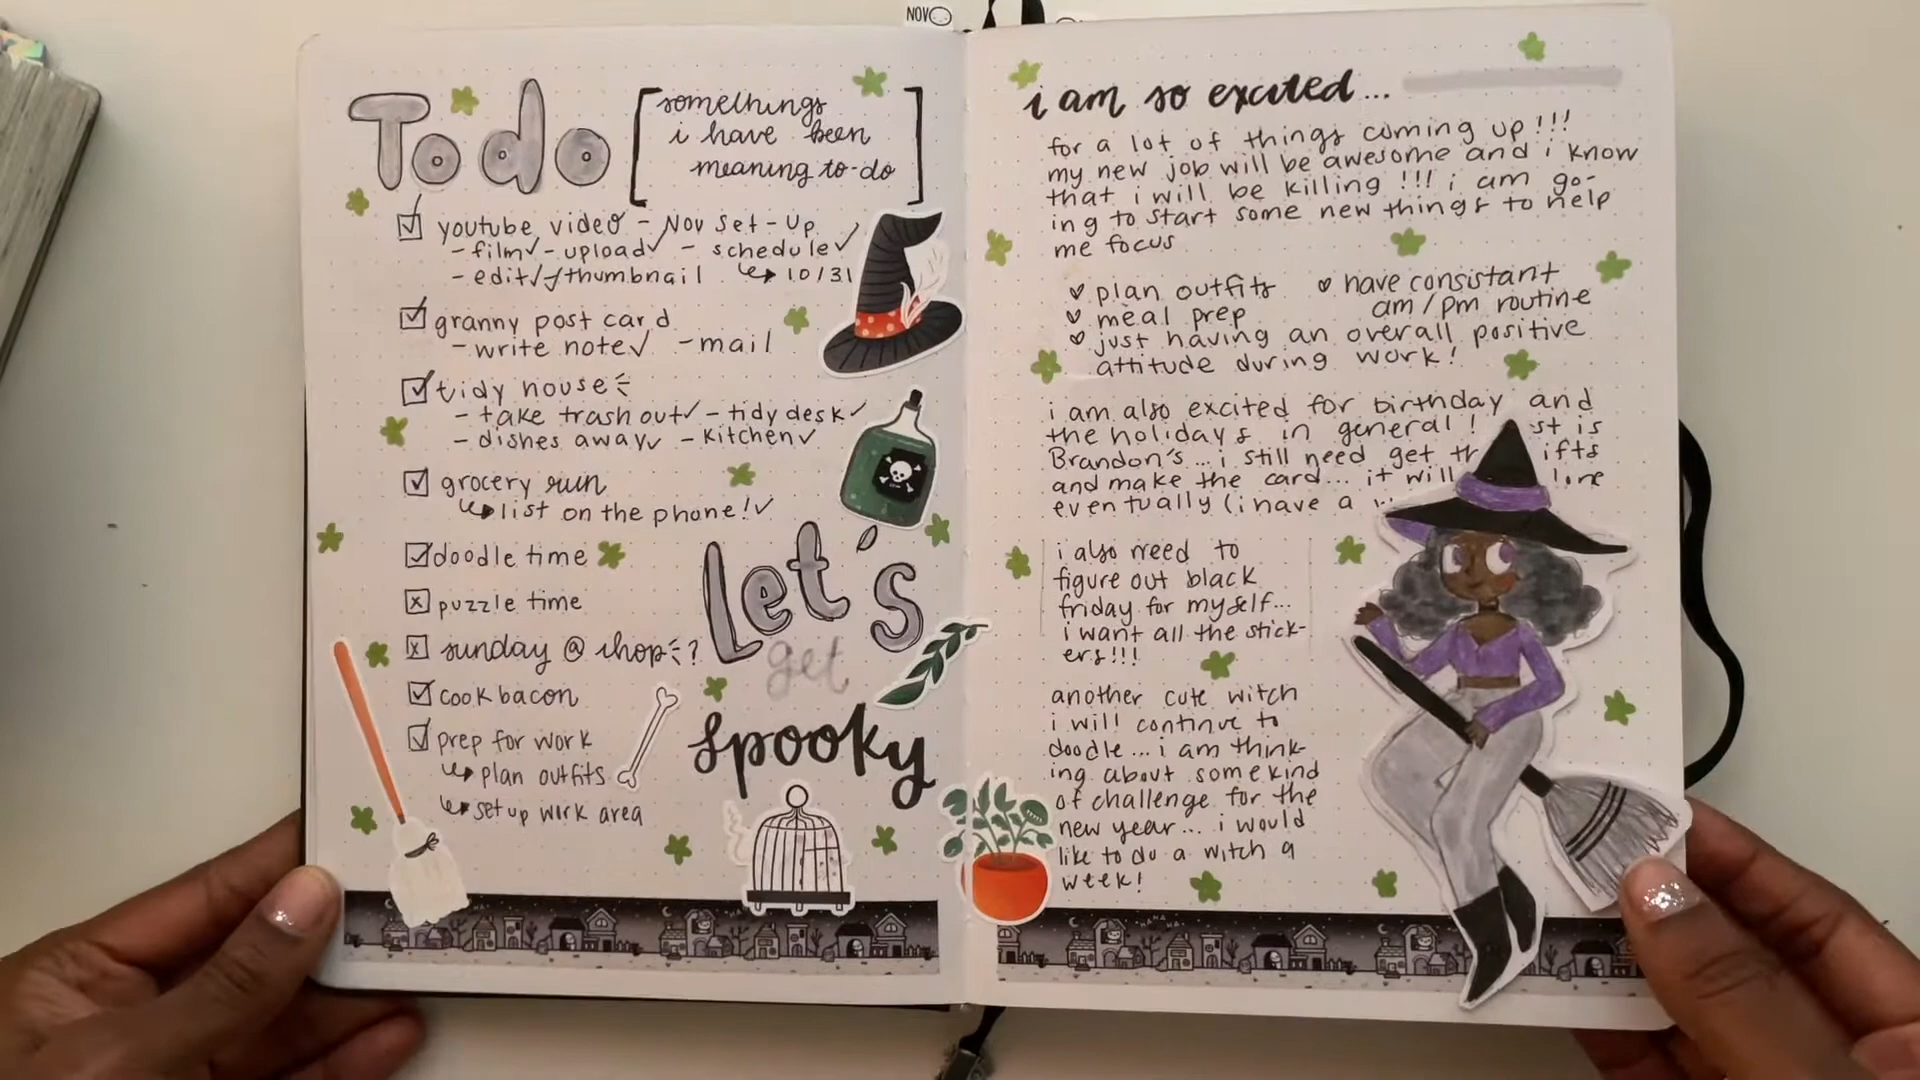 NOV
To do
somethings
i have been
meaning to-do
youtube video - Nov Set-Up
- film✓ - upload✓ - schedule✓
- edit✓ -thumbnail ↳ 10/31
granny post card
- write note✓ - mail
tidy house
- take trash out✓ - tidy desk✓
- dishes away✓ - kitchen✓
grocery run
↳ list on the phone!✓
doodle time
puzzle time
sunday @ ihop ?
cook bacon
prep for work
↳ plan outfits
↳ set up work area
Let's
get
spooky
i am so excited...
for a lot of things coming up!!!
my new job will be awesome and i know
that i will be killing !!! i am go-
ing to start some new things to help
me focus
♡ plan outfits ♡ have consistant
am/pm routine
♡ meal prep
♡ just having an overall positive
attitude during work!
i am also excited for birthday and
the holidays in general! st is
Brandon's... i still need get ifts
and make the card... it will
eventually (i have a
i also need to
figure out black
friday for myself...
i want all the stick-
ers!!!
another cute witch
i will continue to
doodle... i am think-
ing about some kind
of challenge for the
new year... i would
like to do a witch a
week!